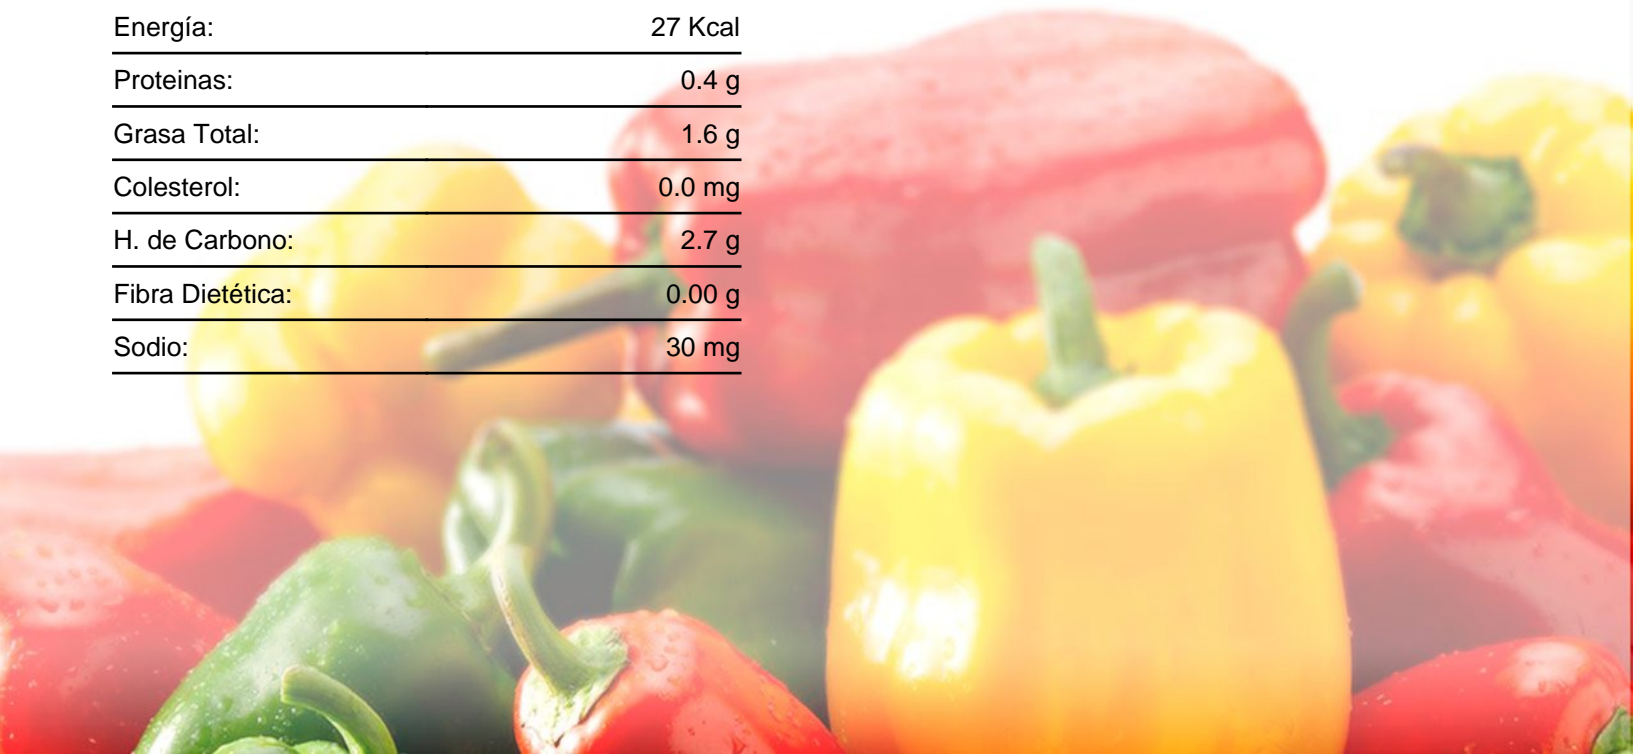 Energía: 27 Kcal
Proteinas: 0.4 g
Grasa Total: 1.6 g
Colesterol: 0.0 mg
H. de Carbono: 2.7 g
Fibra Dietética: 0.00 g
Sodio: 30 mg